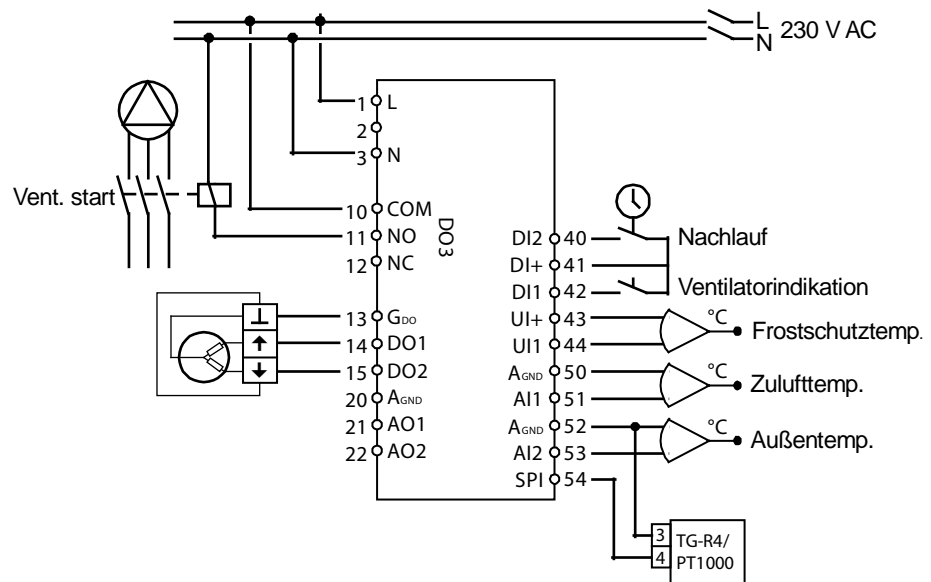 L
N 230 V AC
1 L
2
3 N
Vent. start
10 COM
11 NO
12 NC
DO3
13 GDO
14 DO1
15 DO2
20 AGND
21 AO1
22 AO2
DI2 40 Nachlauf
DI+ 41
DI1 42 Ventilatorindikation
UI+ 43 °C
UI1 44 Frostschutztemp.
AGND 50 °C
AI1 51 Zulufttemp.
AGND 52 °C
AI2 53 Außentemp.
SPI 54
3 TG-R4/
4 PT1000